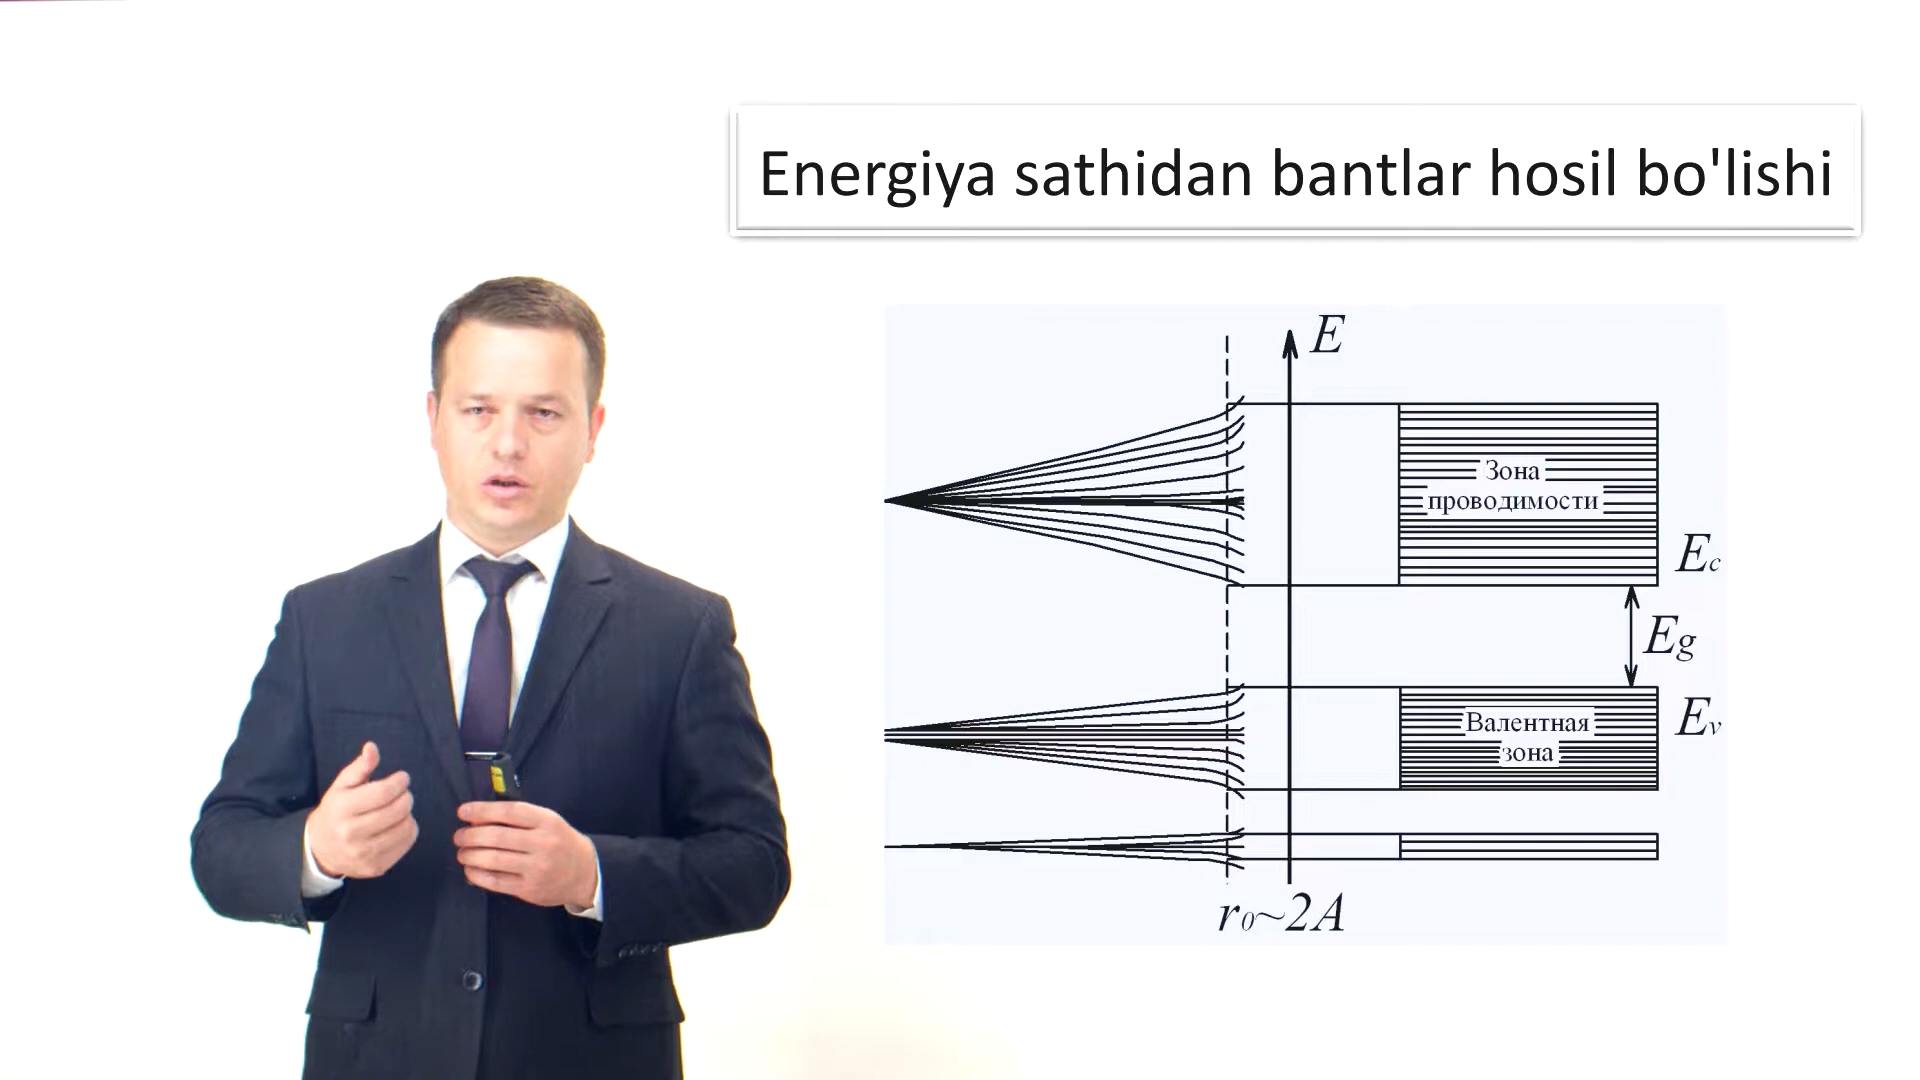 Energiya sathidan bantlar hosil bo'lishi
E
Зона
проводимости
Ec
Eg
Валентная
зона
Ev
r0~2A